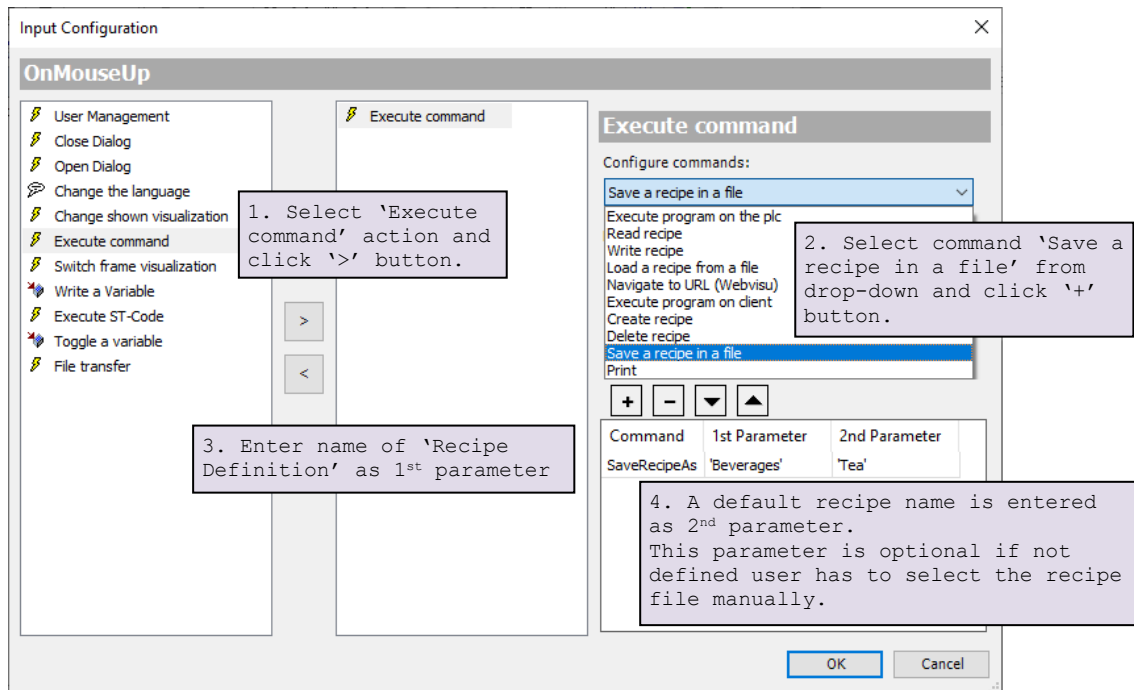 Input Configuration
OnMouseUp
User Management
Close Dialog
Open Dialog
Change the language
Change shown visualization
Execute command
Switch frame visualization
Write a Variable
Execute ST-Code
Toggle a variable
File transfer
1. Select ‘Execute
command’ action and
click ‘>’ button.
>
<
Execute command
Execute command
Configure commands:
Save a recipe in a file
Execute program on the plc
Read recipe
Write recipe
Load a recipe from a file
Navigate to URL (Webvisu)
Execute program on client
Create recipe
Delete recipe
Save a recipe in a file
Print
2. Select command ‘Save a
recipe in a file’ from
drop-down and click ‘+’
button.
+ −
3. Enter name of ‘Recipe
Definition’ as 1st parameter
Command 1st Parameter 2nd Parameter
SaveRecipeAs 'Beverages' 'Tea'
4. A default recipe name is entered
as 2nd parameter.
This parameter is optional if not
defined user has to select the recipe
file manually.
OK Cancel